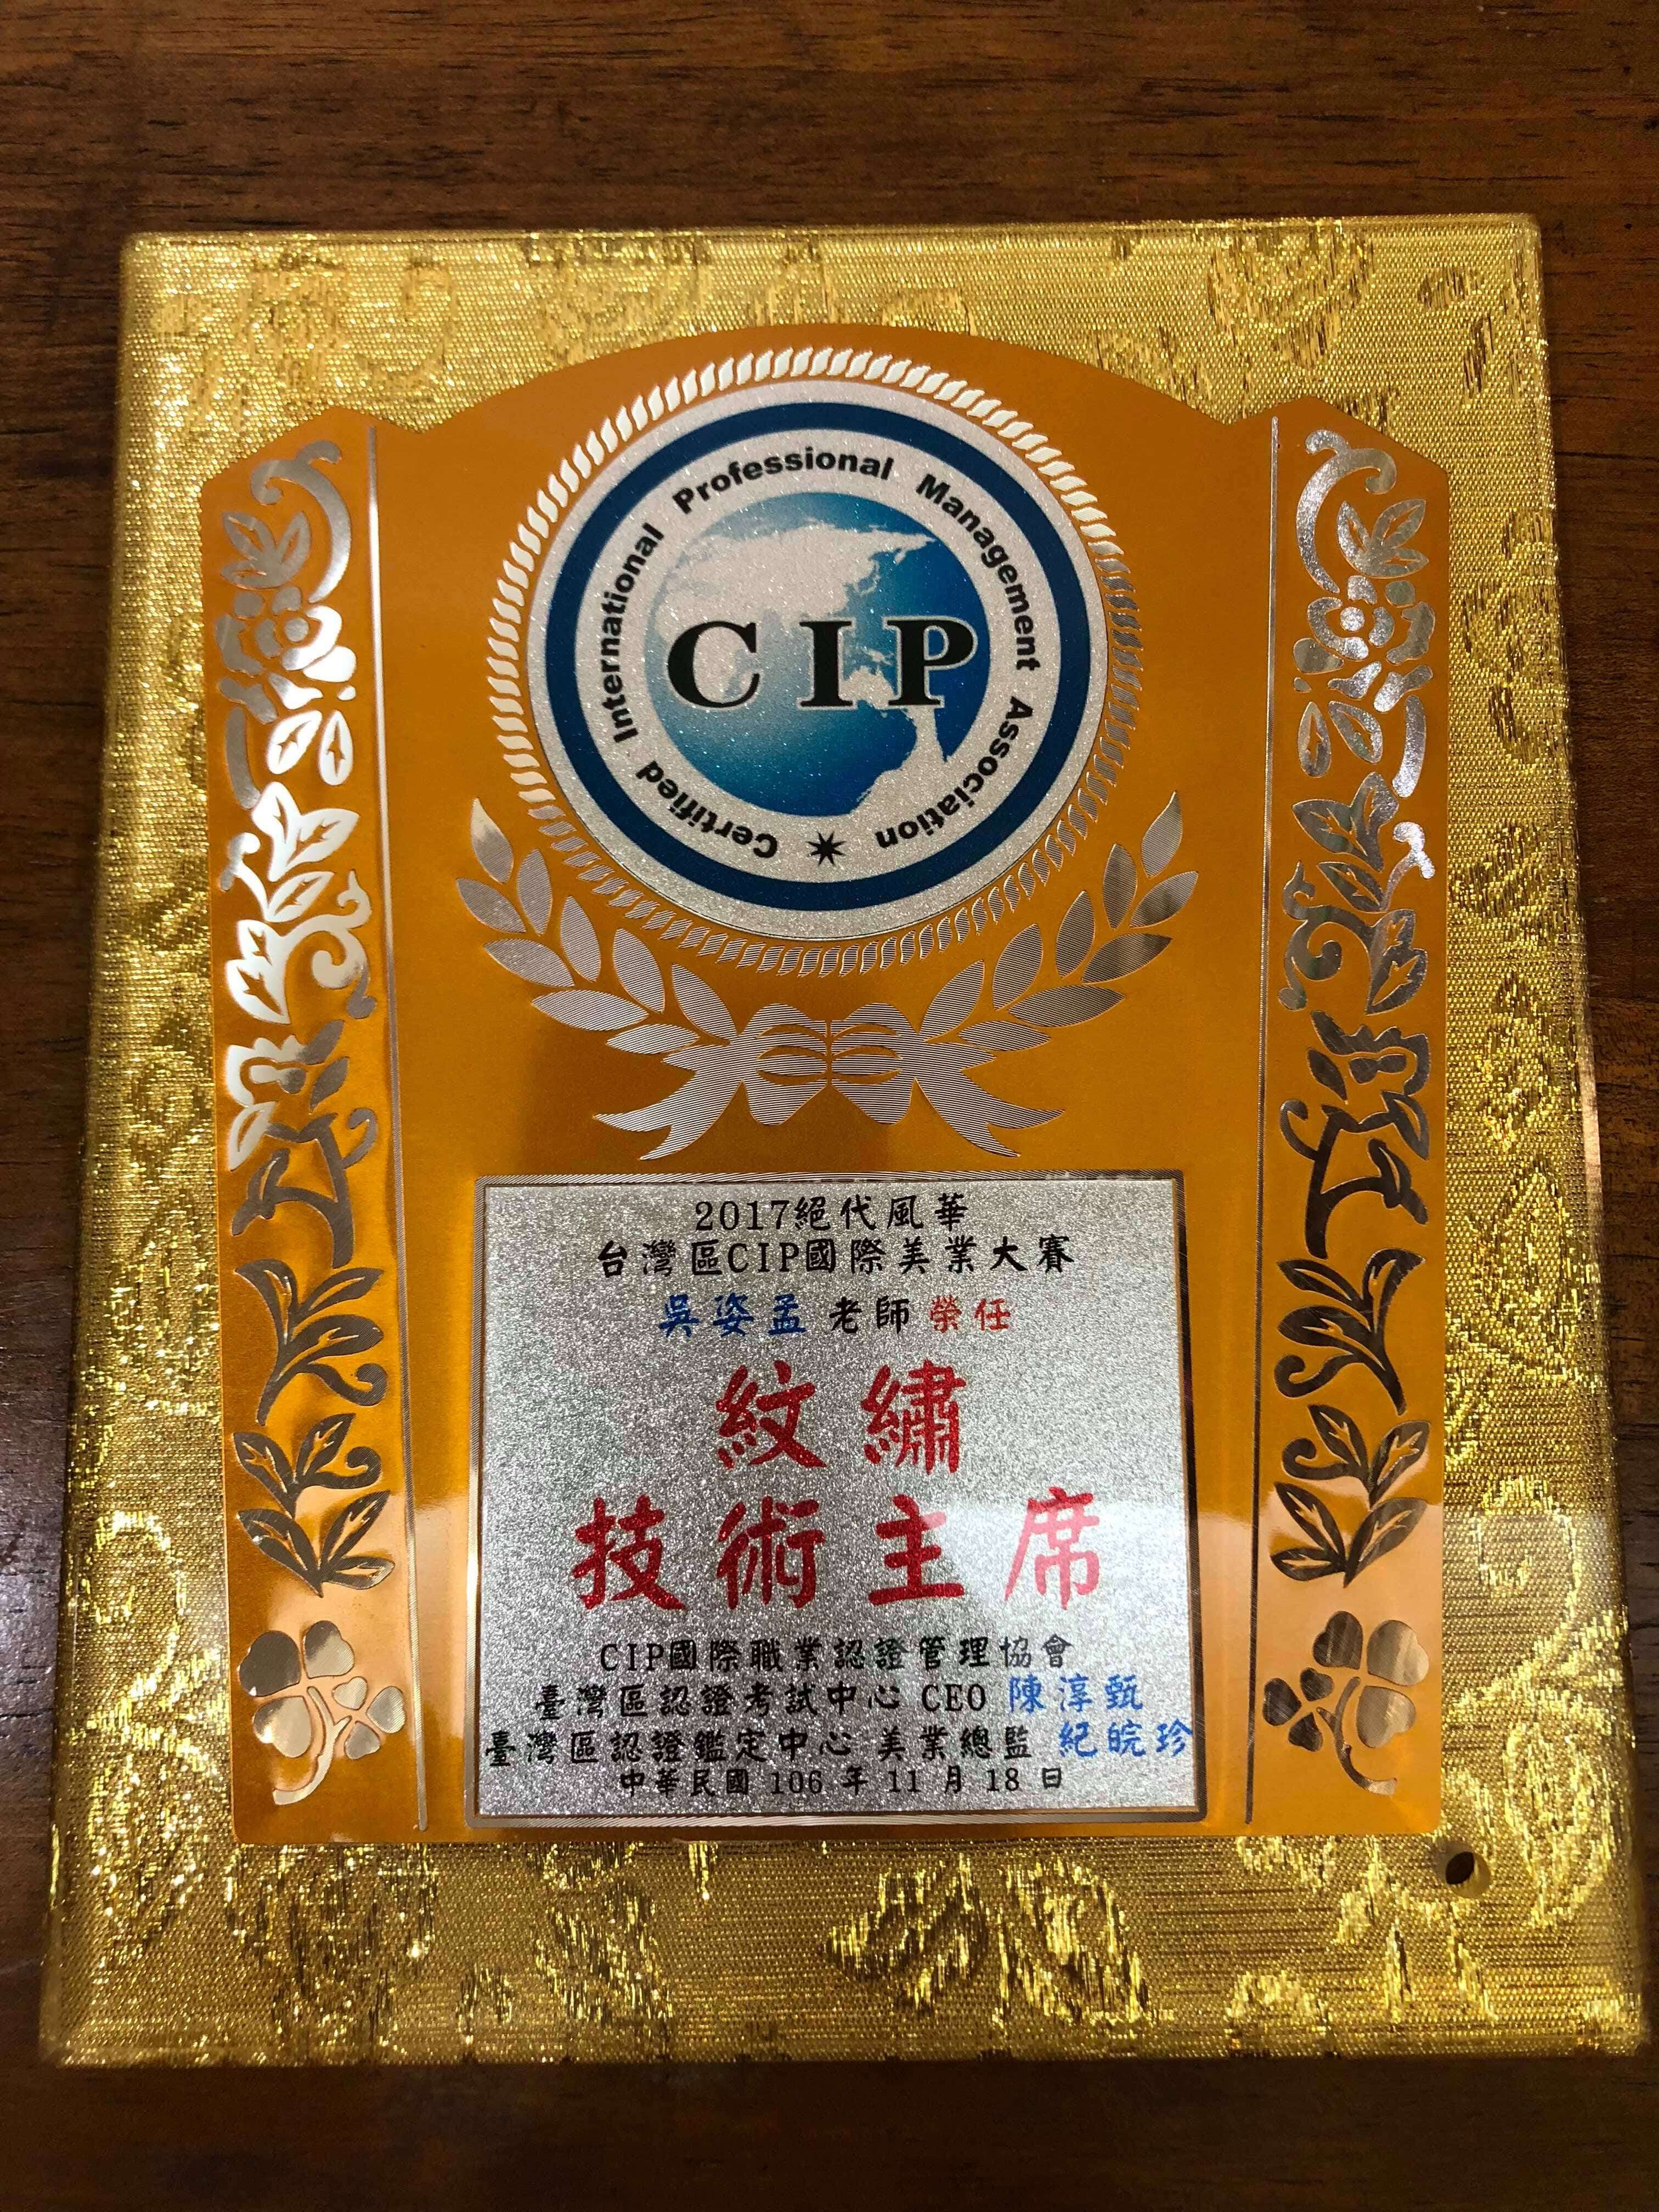 Certified International Professional Management Association
CIP
2017絕代風華
台灣區CIP國際美業大賽
吳姿孟 老師 榮任
紋繡
技術主席
CIP國際職業認證管理協會
臺灣區認證考試中心 CEO 陳淳甄
臺灣區認證鑑定中心 美業總監 紀皖珍
中華民國 106 年 11 月 18 日